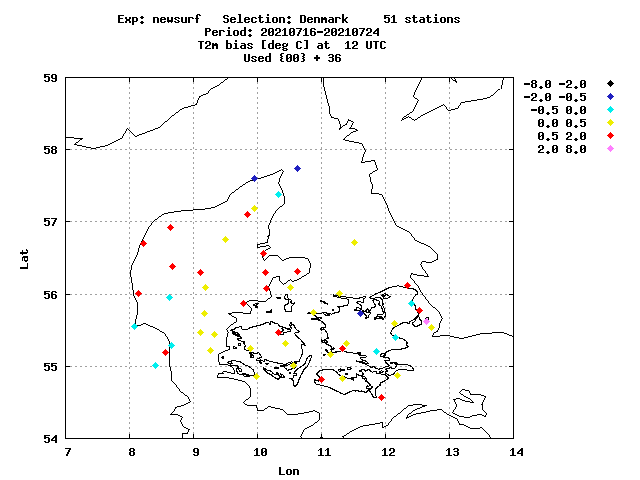 Exp: newsurf   Selection: Denmark     51 stations
Period: 20210716-20210724
T2m bias [deg C] at  12 UTC
Used {00} + 36
-8.0 -2.0
-2.0 -0.5
-0.5 0.0
0.0 0.5
0.5 2.0
2.0 8.0
59
58
57
56
55
54
Lat
7 8 9 10 11 12 13 14
Lon